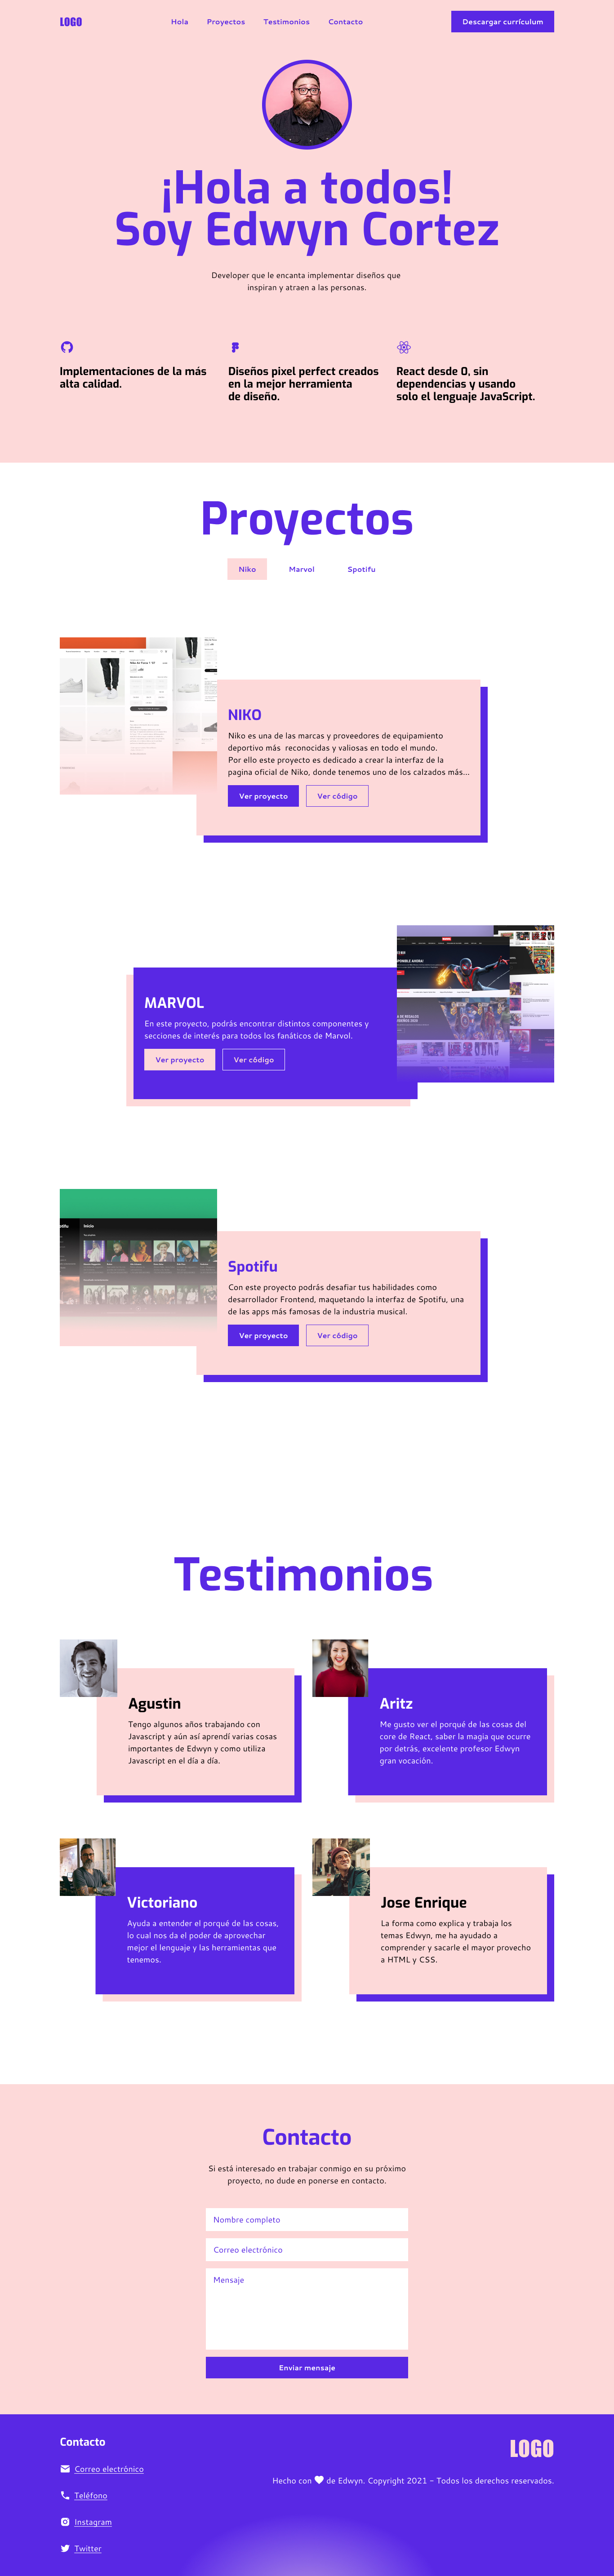 LOGO
Hola
Proyectos
Testimonios
Contacto
Descargar currículum
¡Hola a todos!
Soy Edwyn Cortez
Developer que le encanta implementar diseños que
inspiran y atraen a las personas.
Implementaciones de la más
alta calidad.
Diseños pixel perfect creados
en la mejor herramienta
de diseño.
React desde 0, sin
dependencias y usando
solo el lenguaje JavaScript.
Proyectos
Niko
Marvol
Spotifu
NIKO
Niko es una de las marcas y proveedores de equipamiento
deportivo más reconocidas y valiosas en todo el mundo.
Por ello este proyecto es dedicado a crear la interfaz de la
pagina oficial de Niko, donde tenemos uno de los calzados más...
Ver proyecto
Ver código
MARVOL
En este proyecto, podrás encontrar distintos componentes y
secciones de interés para todos los fanáticos de Marvol.
Ver proyecto
Ver código
Spotifu
Con este proyecto podrás desafiar tus habilidades como
desarrollador Frontend, maquetando la interfaz de Spotifu, una
de las apps más famosas de la industria musical.
Ver proyecto
Ver código
Testimonios
Agustin
Tengo algunos años trabajando con
Javascript y aún así aprendí varias cosas
importantes de Edwyn y como utiliza
Javascript en el día a día.
Aritz
Me gusto ver el porqué de las cosas del
core de React, saber la magia que ocurre
por detrás, excelente profesor Edwyn
gran vocación.
Victoriano
Ayuda a entender el porqué de las cosas,
lo cual nos da el poder de aprovechar
mejor el lenguaje y las herramientas que
tenemos.
Jose Enrique
La forma como explica y trabaja los
temas Edwyn, me ha ayudado a
comprender y sacarle el mayor provecho
a HTML y CSS.
Contacto
Si está interesado en trabajar conmigo en su próximo
proyecto, no dude en ponerse en contacto.
Nombre completo
Correo electrónico
Mensaje
Enviar mensaje
Contacto
Correo electrónico
Teléfono
Instagram
Twitter
LOGO
Hecho con 🤍 de Edwyn. Copyright 2021 - Todos los derechos reservados.